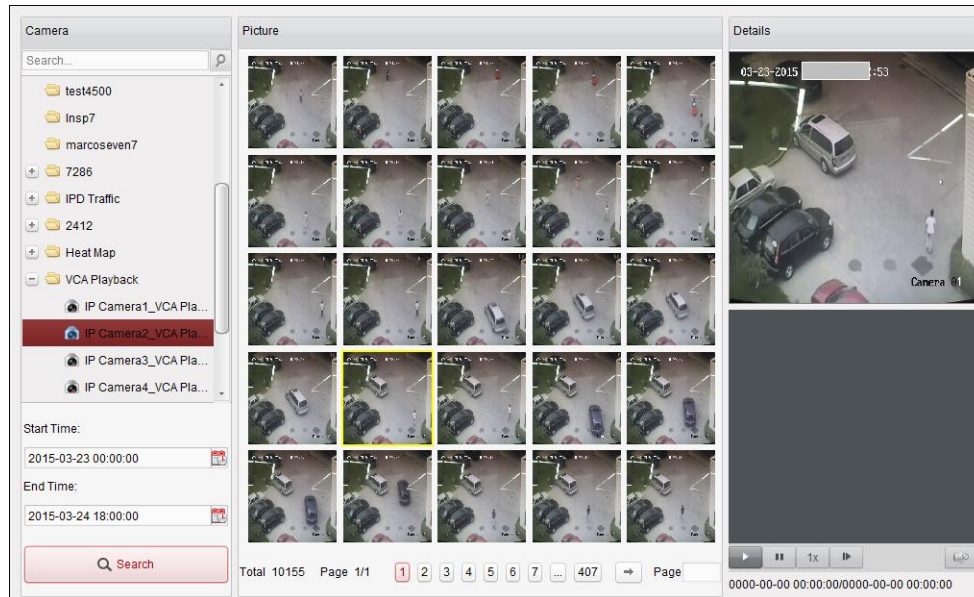 Camera
Search...
test4500
Insp7
marcoseven7
7286
IPD Traffic
2412
Heat Map
VCA Playback
IP Camera1_VCA Pla...
IP Camera2_VCA Pla...
IP Camera3_VCA Pla...
IP Camera4_VCA Pla...
Start Time:
2015-03-23 00:00:00
End Time:
2015-03-24 18:00:00
Search
Picture
Total 10155 Page 1/1 1 2 3 4 5 6 7 ... 407 Page
Details
03-23-2015 :53
Camera 01
1x
0000-00-00 00:00:00/0000-00-00 00:00:00